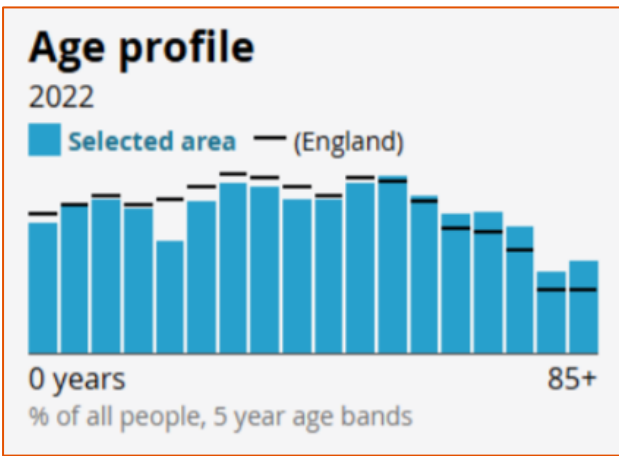 Age profile
2022
Selected area (England)
0 years 85+
% of all people, 5 year age bands